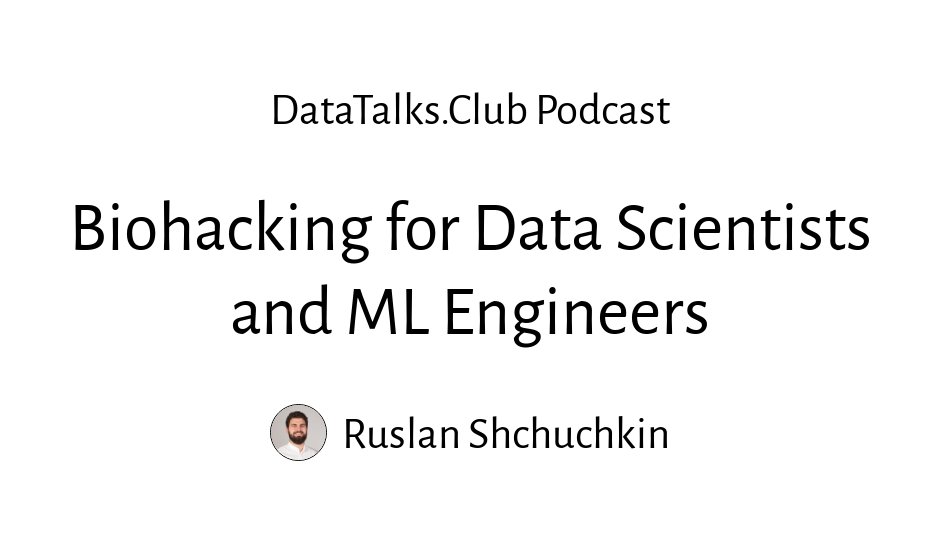 DataTalks.Club Podcast
Biohacking for Data Scientists
and ML Engineers
Ruslan Shchuchkin